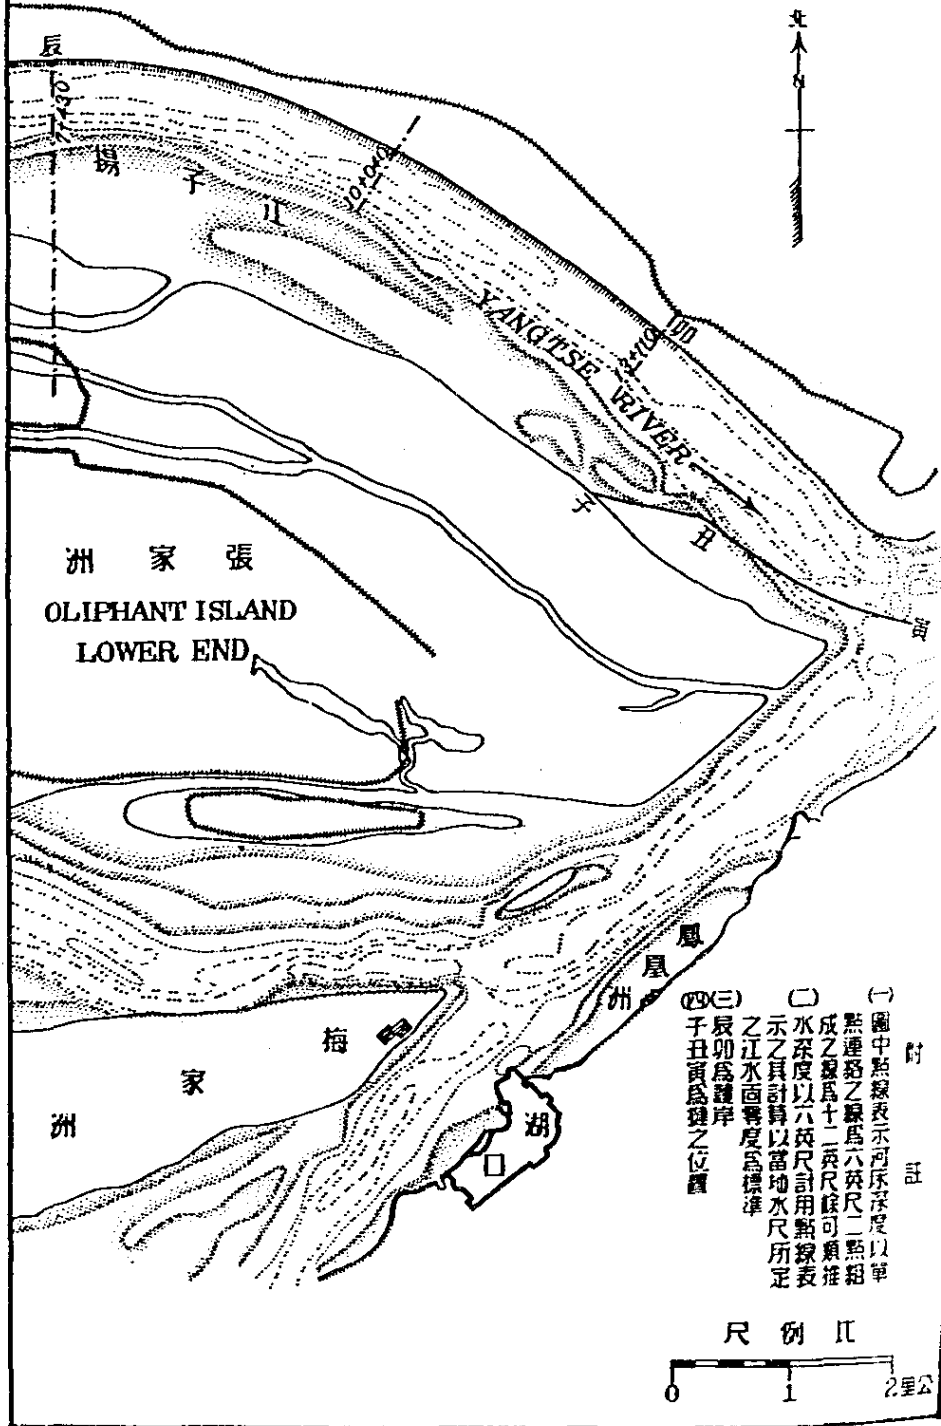 北
N
辰
7+430
10+040
揚子江
YANGTSE RIVER
卯
子
丑
寅
洲家張
OLIPHANT ISLAND
LOWER END
鳳凰洲
梅家洲
湖口
附註
(一)圖中點線表示河床深度以單
點連絡之線爲六英尺二點組
成之線爲十二英尺餘可類推
(二)水深度以六英尺計用點線表
示之其計算以當地水尺所定
之江水面零度爲標準
(三)辰卯爲護岸
(四)子丑寅爲堤之位置
尺例比
0 1 2里公